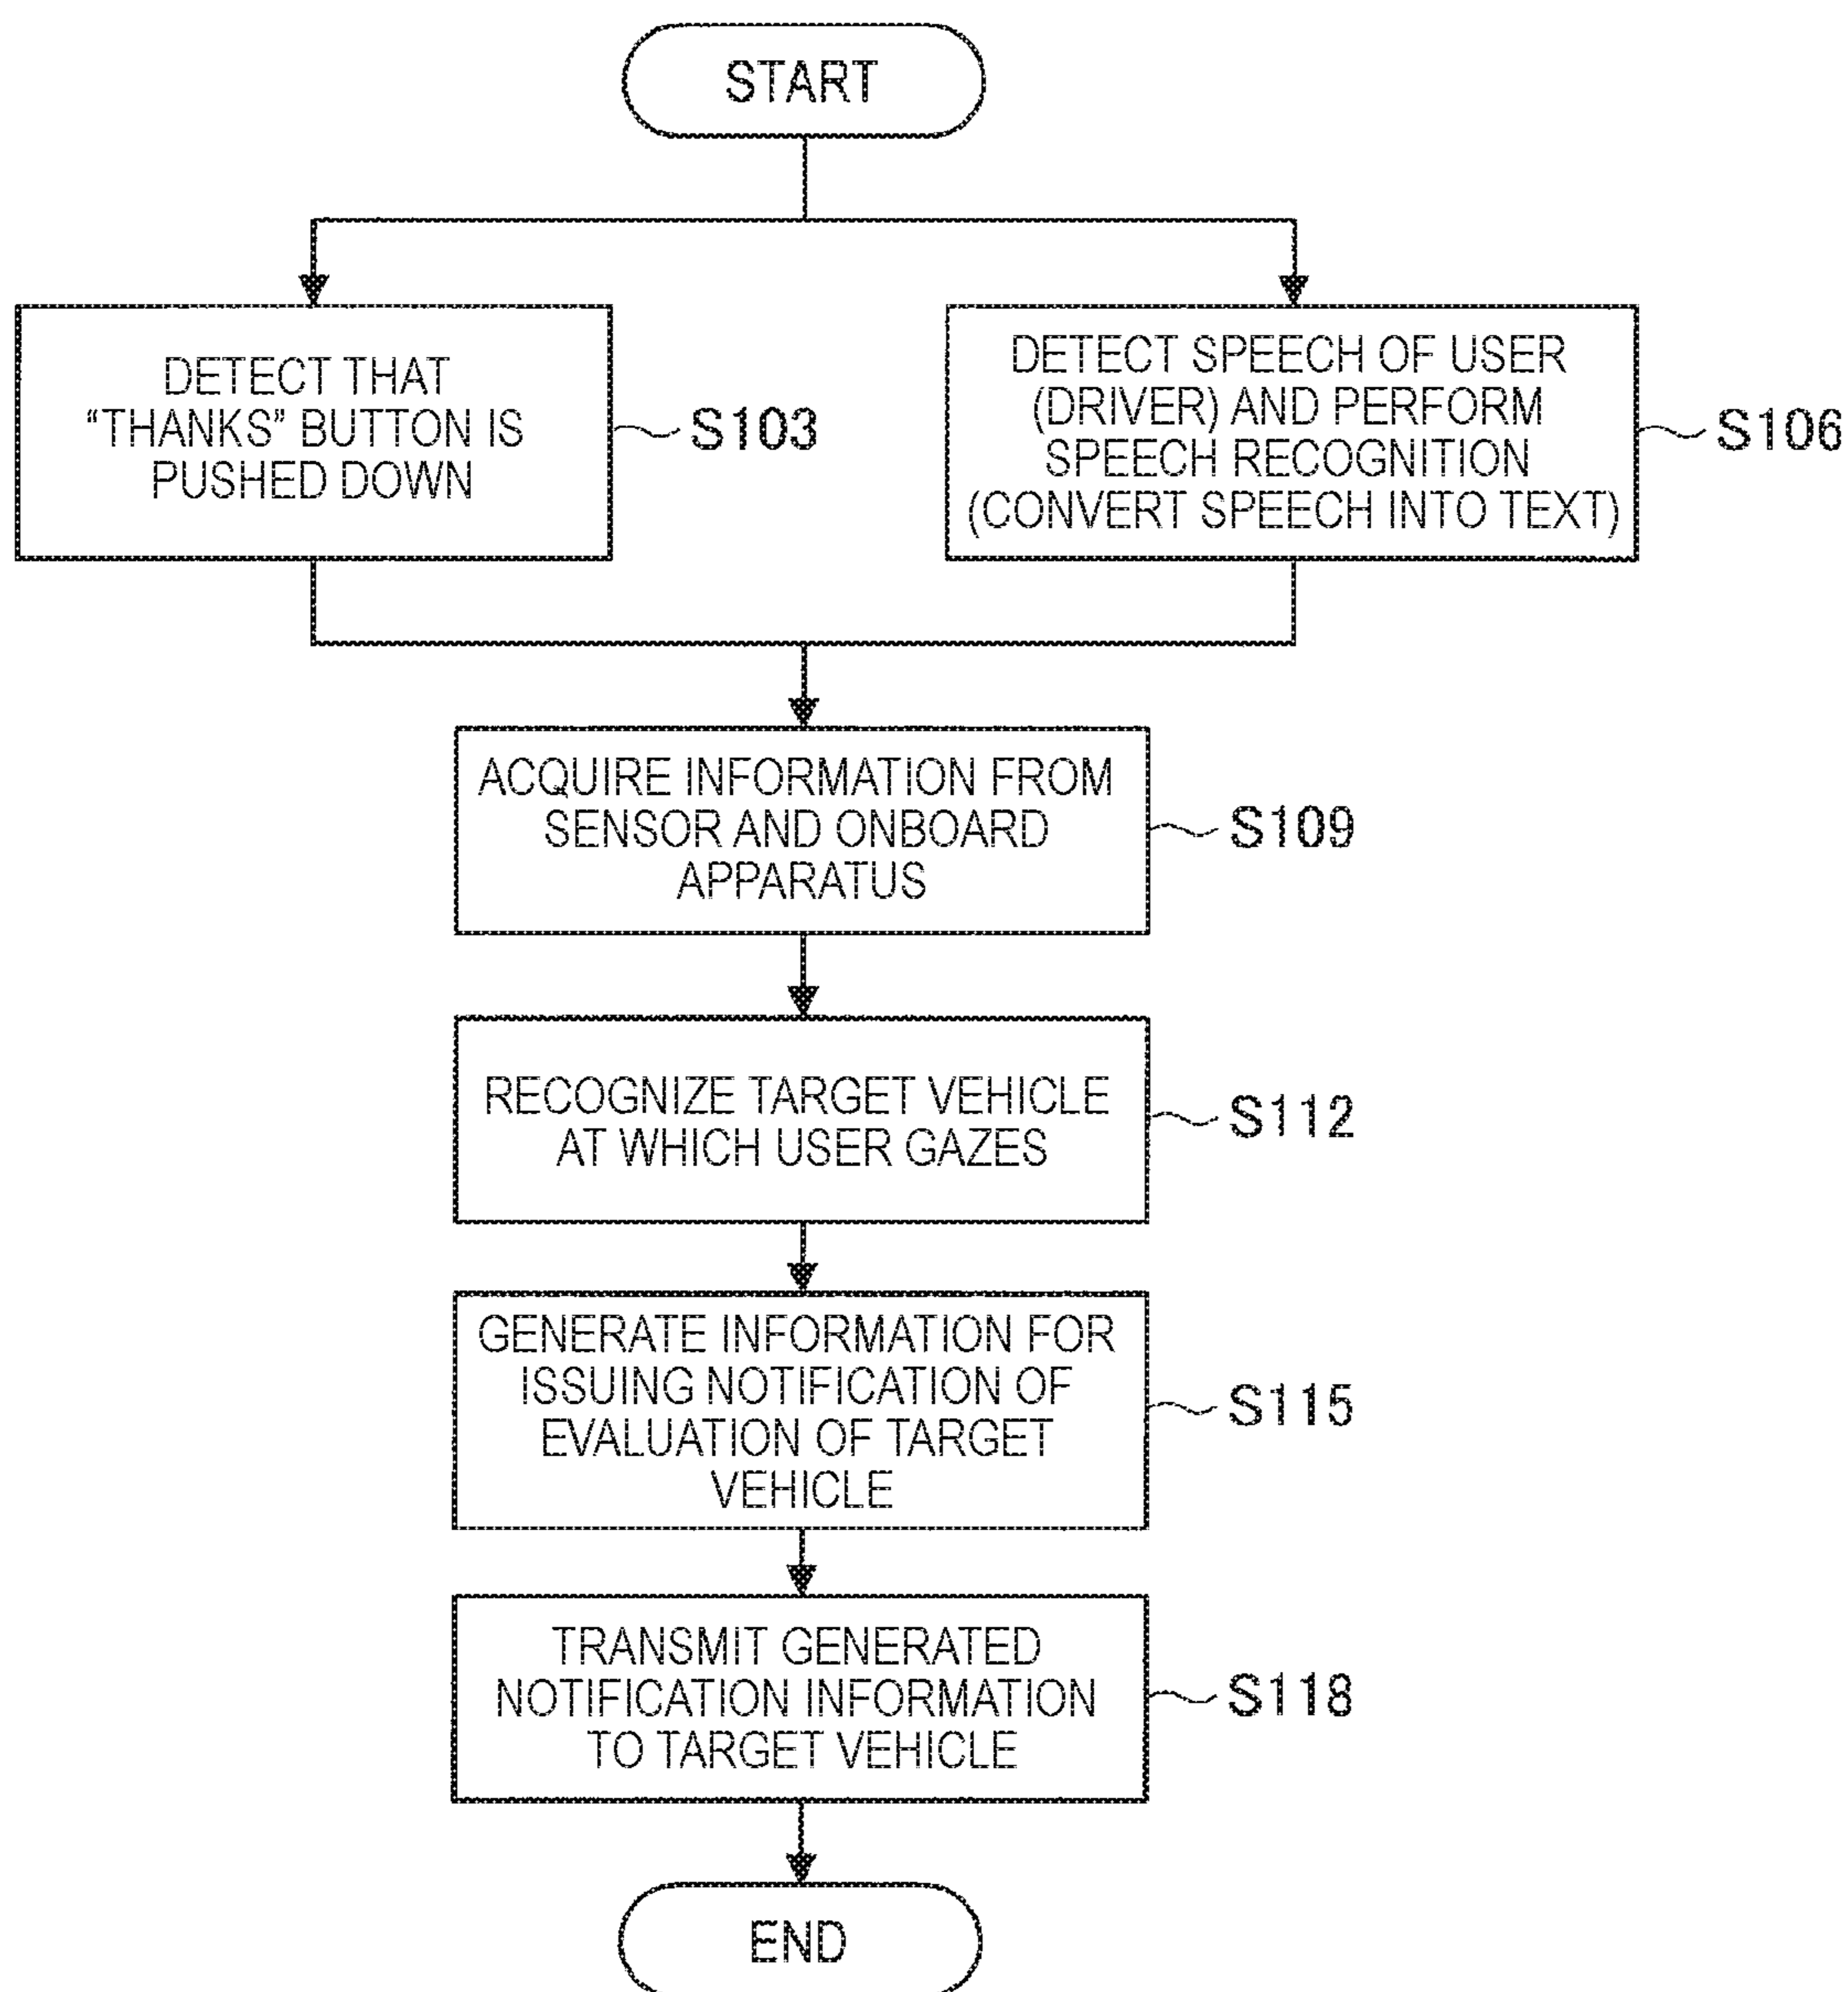 START
DETECT THAT
“THANKS” BUTTON IS
PUSHED DOWN
S103
DETECT SPEECH OF USER
(DRIVER) AND PERFORM
SPEECH RECOGNITION
(CONVERT SPEECH INTO TEXT)
S106
ACQUIRE INFORMATION FROM
SENSOR AND ONBOARD
APPARATUS
S109
RECOGNIZE TARGET VEHICLE
AT WHICH USER GAZES
S112
GENERATE INFORMATION FOR
ISSUING NOTIFICATION OF
EVALUATION OF TARGET
VEHICLE
S115
TRANSMIT GENERATED
NOTIFICATION INFORMATION
TO TARGET VEHICLE
S118
END